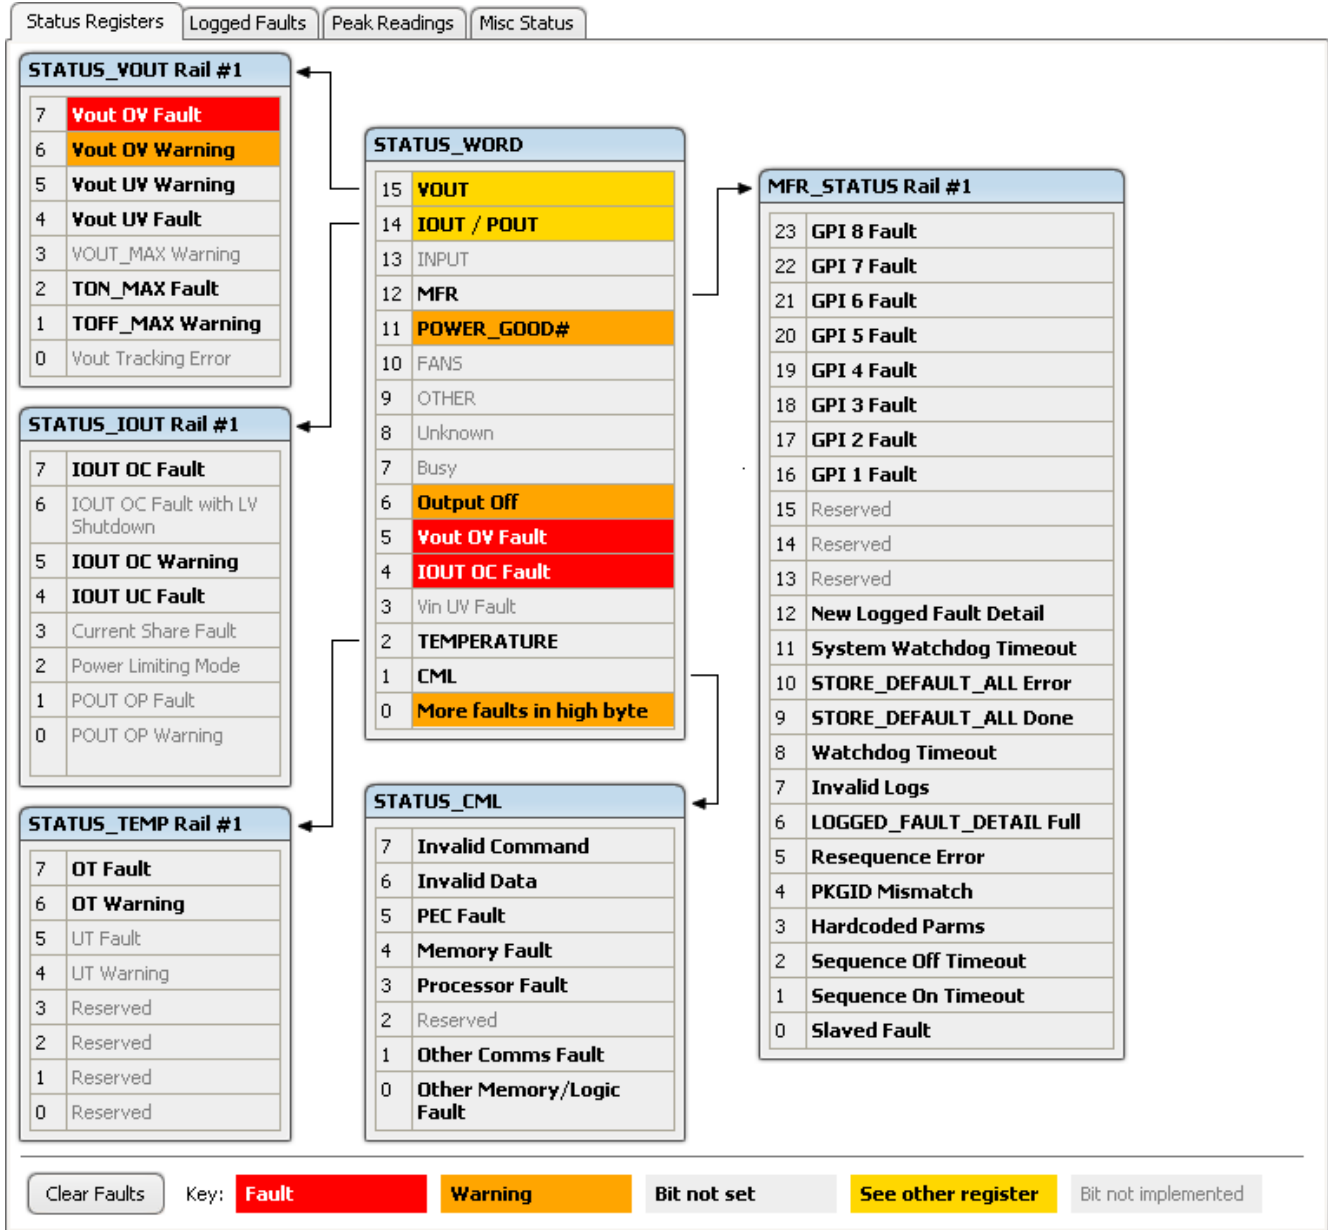 Status Registers Logged Faults Peak Readings Misc Status
STATUS_VOUT Rail #1
7 Vout OV Fault
6 Vout OV Warning
5 Vout UV Warning
4 Vout UV Fault
3 VOUT_MAX Warning
2 TON_MAX Fault
1 TOFF_MAX Warning
0 Vout Tracking Error
STATUS_IOUT Rail #1
7 IOUT OC Fault
6 IOUT OC Fault with LV
Shutdown
5 IOUT OC Warning
4 IOUT UC Fault
3 Current Share Fault
2 Power Limiting Mode
1 POUT OP Fault
0 POUT OP Warning
STATUS_TEMP Rail #1
7 OT Fault
6 OT Warning
5 UT Fault
4 UT Warning
3 Reserved
2 Reserved
1 Reserved
0 Reserved
STATUS_WORD
15 VOUT
14 IOUT / POUT
13 INPUT
12 MFR
11 POWER_GOOD#
10 FANS
9 OTHER
8 Unknown
7 Busy
6 Output Off
5 Vout OV Fault
4 IOUT OC Fault
3 Vin UV Fault
2 TEMPERATURE
1 CML
0 More faults in high byte
STATUS_CML
7 Invalid Command
6 Invalid Data
5 PEC Fault
4 Memory Fault
3 Processor Fault
2 Reserved
1 Other Comms Fault
0 Other Memory/Logic
Fault
MFR_STATUS Rail #1
23 GPI 8 Fault
22 GPI 7 Fault
21 GPI 6 Fault
20 GPI 5 Fault
19 GPI 4 Fault
18 GPI 3 Fault
17 GPI 2 Fault
16 GPI 1 Fault
15 Reserved
14 Reserved
13 Reserved
12 New Logged Fault Detail
11 System Watchdog Timeout
10 STORE_DEFAULT_ALL Error
9 STORE_DEFAULT_ALL Done
8 Watchdog Timeout
7 Invalid Logs
6 LOGGED_FAULT_DETAIL Full
5 Resequence Error
4 PKGID Mismatch
3 Hardcoded Parms
2 Sequence Off Timeout
1 Sequence On Timeout
0 Slaved Fault
Clear Faults Key: Fault Warning Bit not set See other register Bit not implemented